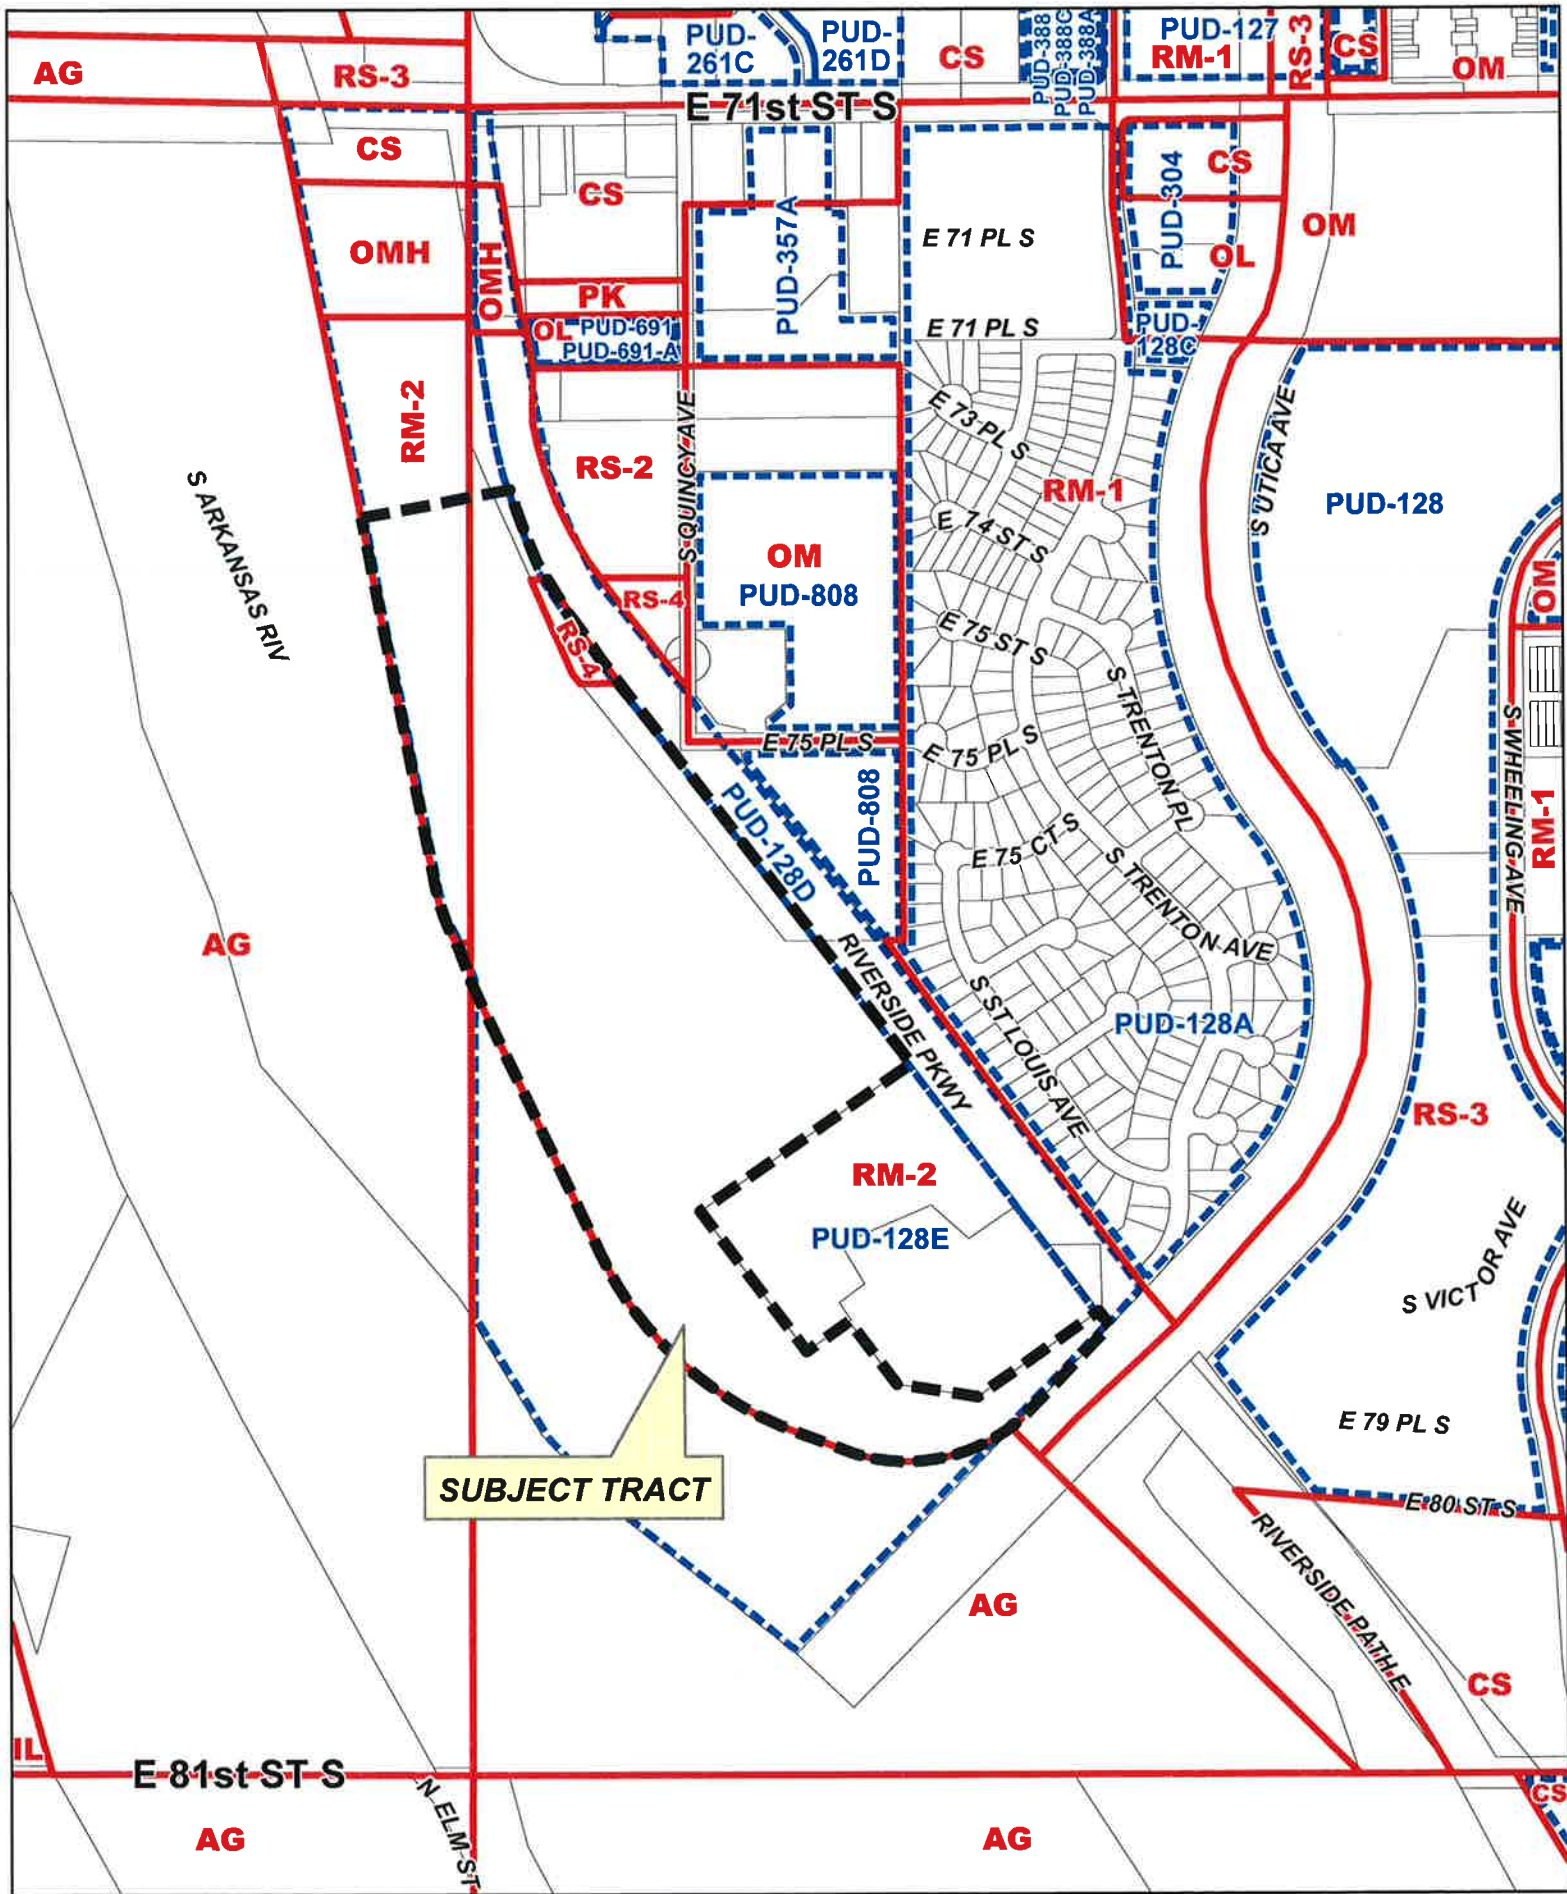 PUD-
261C
PUD-
261D
CS
PUD-388
PUD-388C
PUD-388A
PUD-127
RM-1
RS-3
CS
OM
AG
RS-3
E 71st ST S
CS
CS
PUD-304
CS
OM
OMH
OMH
PUD-357A
E 71 PL S
OL
PK
OL
PUD-691
PUD-691-A
E 71 PL S
PUD-
128C
RM-2
S QUINCY AVE
E 73 PL S
S UTICA AVE
RS-2
RM-1
PUD-128
S ARKANSAS RIV
E 74 ST S
OM
PUD-808
OM
RS-4
RS-4
E 75 ST S
S TRENTON PL
E 75 PL S
E 75 PL S
S WHEELING AVE
RM-1
PUD-128D
PUD-808
E 75 CT S
S TRENTON AVE
AG
RIVERSIDE PKWY
S ST LOUIS AVE
PUD-128A
RS-3
RM-2
PUD-128E
S VICTOR AVE
E 79 PL S
SUBJECT TRACT
E 80 ST S
RIVERSIDE PATH E
AG
CS
IL
E 81st ST S
N ELM ST
CS
AG
AG